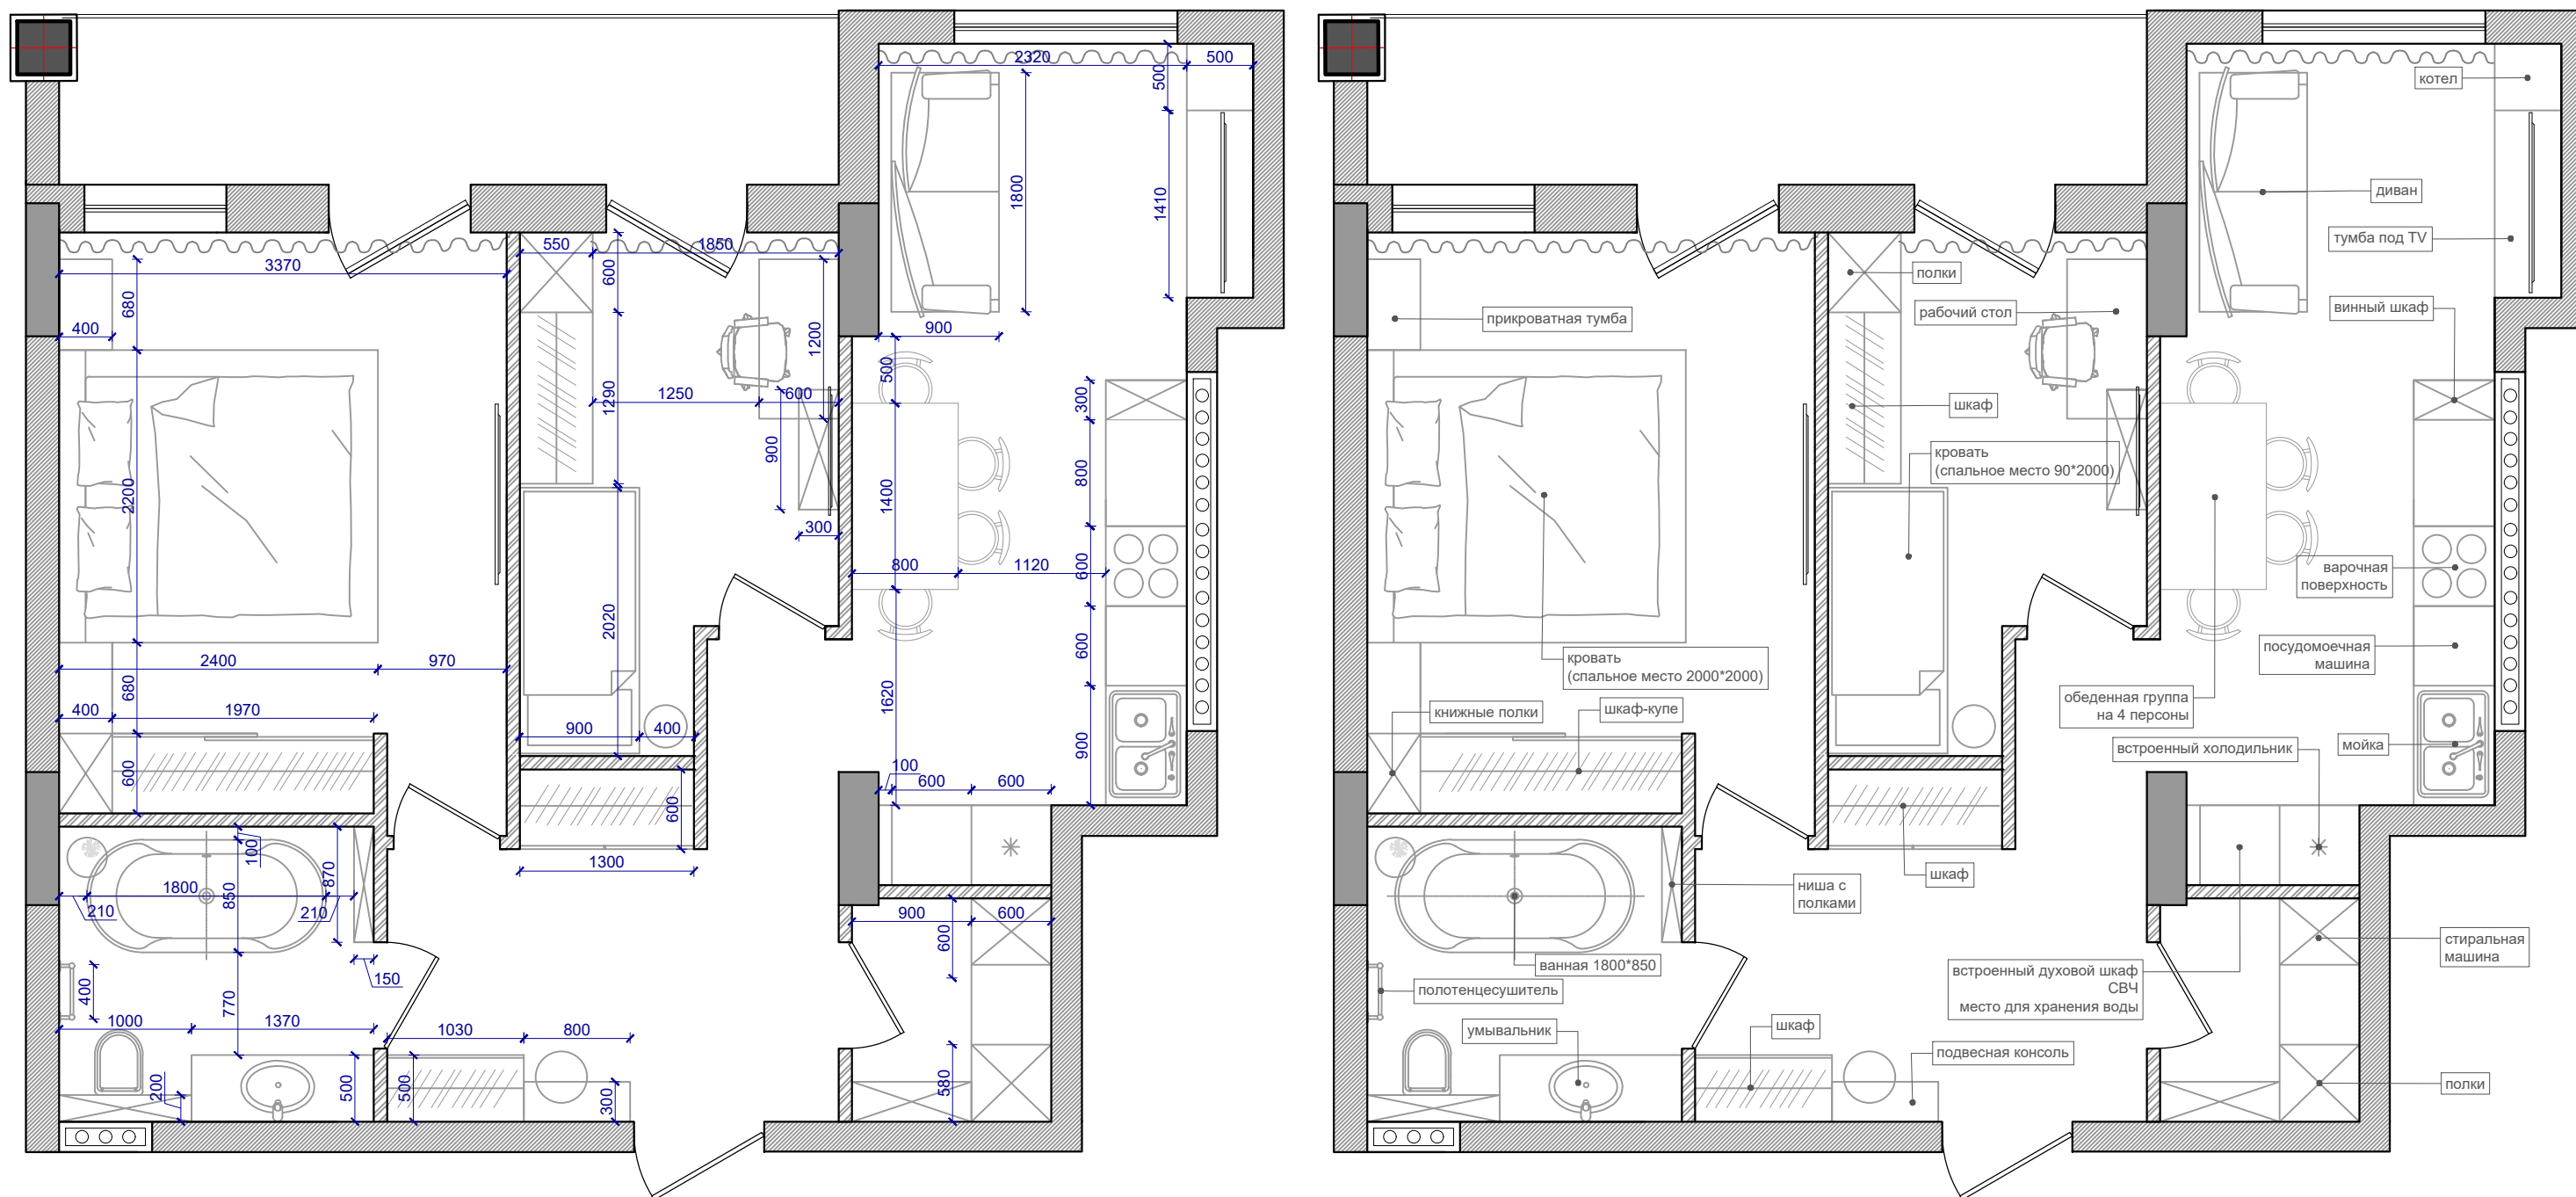 2320
500
500
1800
1410
550
1850
600
3370
680
400
900
500
1200
1290
1250
600
300
900
800
2200
1400
300
800
1120
600
2020
600
2400
970
680
1620
400
1970
900
400
900
600
100
600
600
600
100
870
1300
1800
850
210
210
900
600
600
150
400
770
1000
1370
1030
800
580
200
500
500
300
котел
диван
тумба под TV
полки
винный шкаф
рабочий стол
прикроватная тумба
шкаф
кровать
(спальное место 90*2000)
варочная
поверхность
посудомоечная
машина
кровать
(спальное место 2000*2000)
обеденная группа
на 4 персоны
книжные полки
шкаф-купе
встроенный холодильник
мойка
шкаф
ниша с
полками
стиральная
машина
ванная 1800*850
встроенный духовой шкаф
СВЧ
место для хранения воды
полотенцесушитель
умывальник
шкаф
подвесная консоль
полки